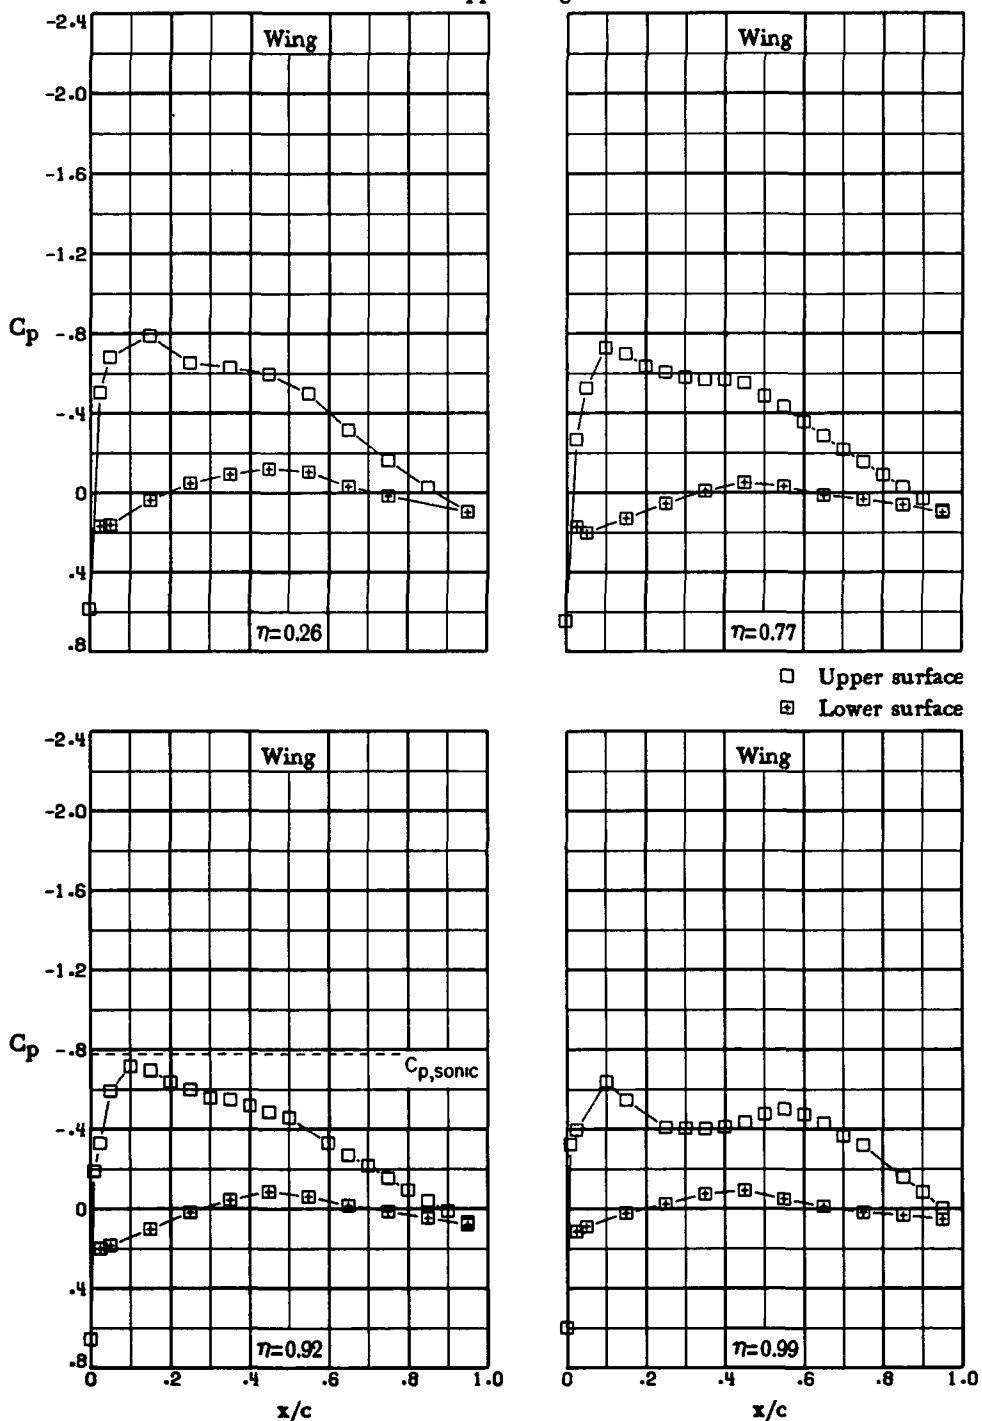 -2.4
-2.0
-1.6
-1.2
-.8
-.4
0
.4
.8
Cp
Wing
η=0.26
Wing
η=0.77
□ Upper surface
⊞ Lower surface
-2.4
-2.0
-1.6
-1.2
-.8
-.4
0
.4
.8
Cp
Wing
Cp,sonic
η=0.92
0 .2 .4 .6 .8 1.0
x/c
Wing
η=0.99
0 .2 .4 .6 .8 1.0
x/c